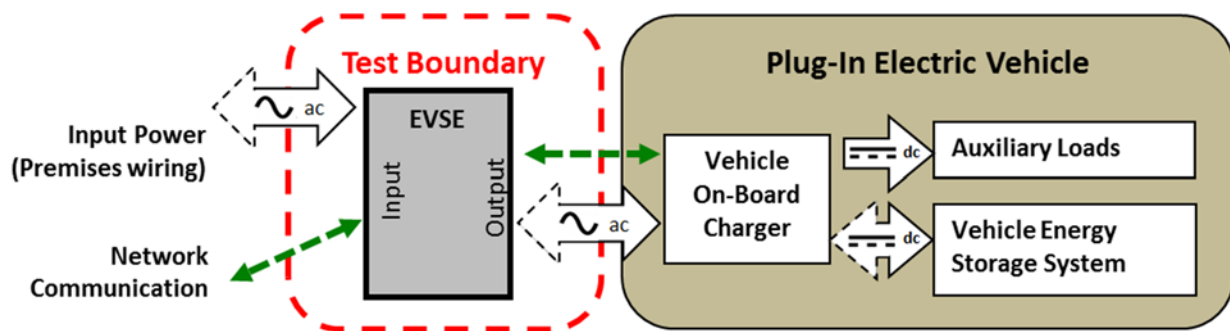 Test Boundary
Plug-In Electric Vehicle
ac
EVSE
Input Power
(Premises wiring)
Input
Output
Vehicle
On-Board
Charger
dc
Auxiliary Loads
ac
dc
Vehicle Energy
Storage System
Network
Communication